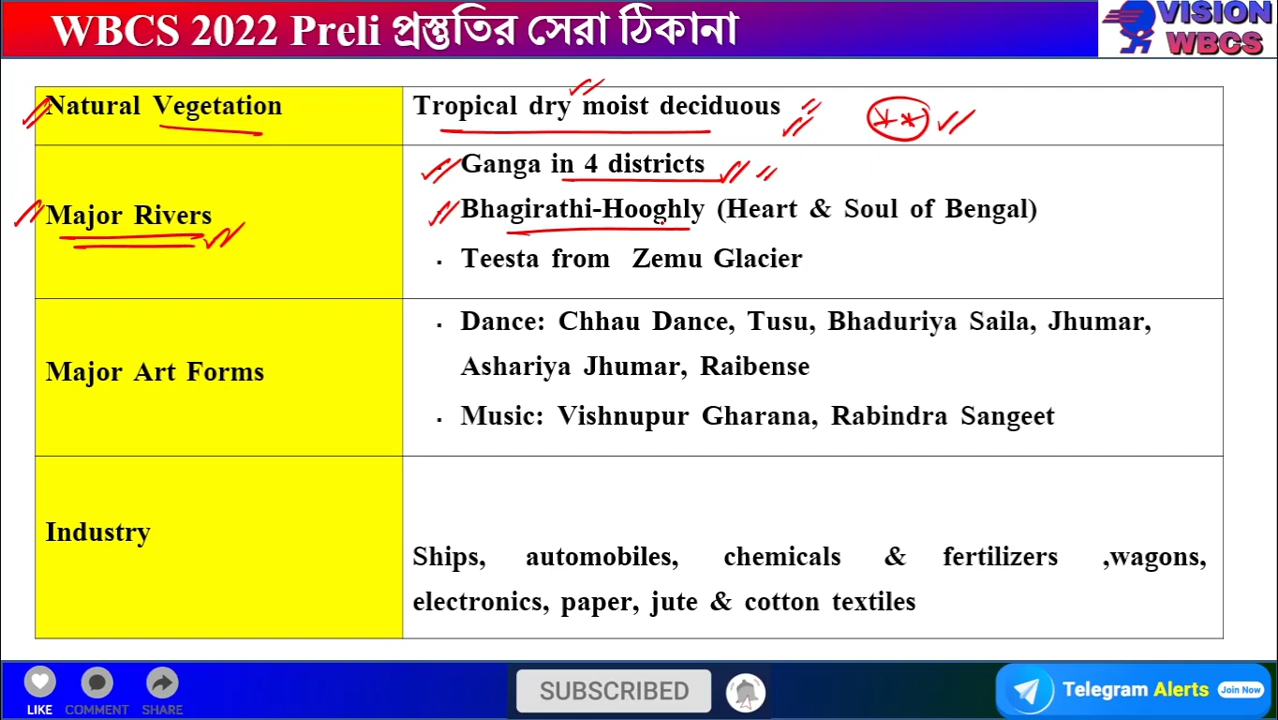 WBCS 2022 Preli প্রস্তুতির সেরা ঠিকানা
VISION
WBCS
Natural Vegetation
Tropical dry moist deciduous
Major Rivers
Ganga in 4 districts
Bhagirathi-Hooghly (Heart & Soul of Bengal)
Teesta from Zemu Glacier
Major Art Forms
Dance: Chhau Dance, Tusu, Bhaduriya Saila, Jhumar,
Ashariya Jhumar, Raibense
Music: Vishnupur Gharana, Rabindra Sangeet
Industry
Ships, automobiles, chemicals & fertilizers ,wagons,
electronics, paper, jute & cotton textiles
LIKE
COMMENT
SHARE
SUBSCRIBED
Telegram Alerts
Join Now